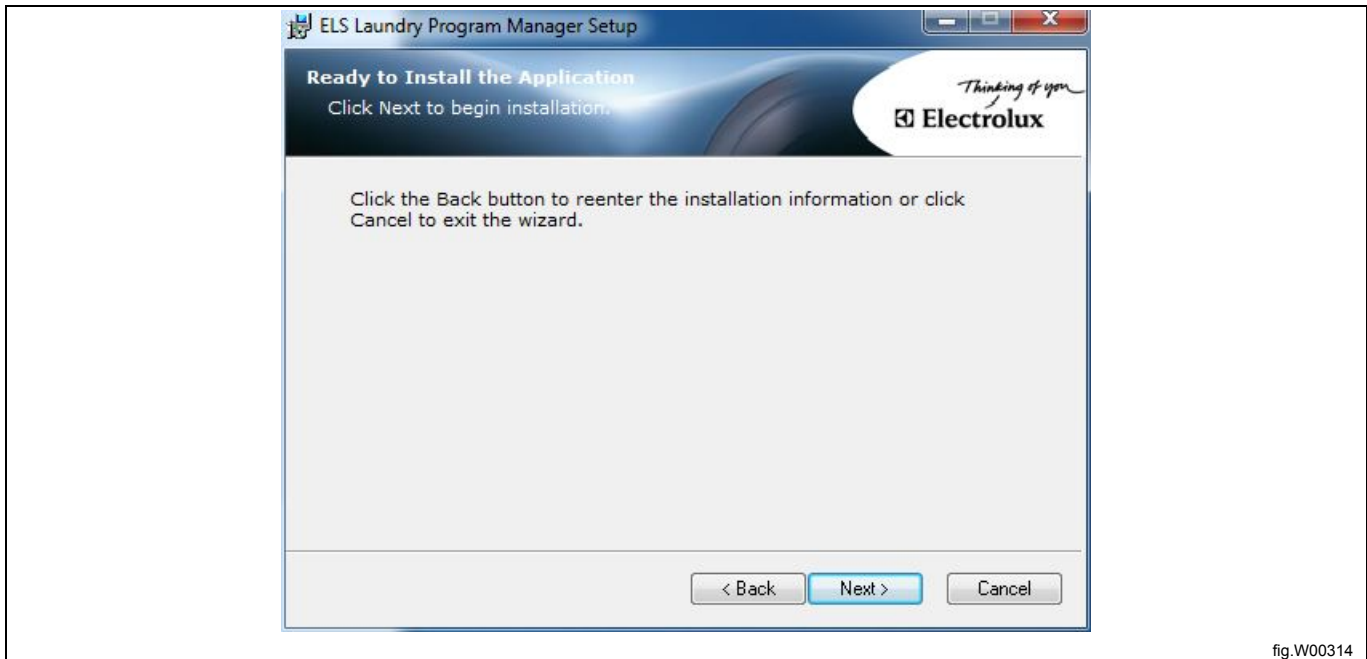 ELS Laundry Program Manager Setup
Ready to Install the Application
Click Next to begin installation.
Thinking of you
Electrolux
Click the Back button to reenter the installation information or click
Cancel to exit the wizard.
< Back
Next >
Cancel
fig.W00314